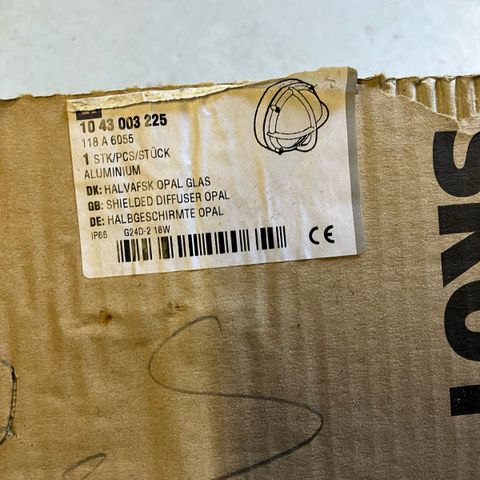 10 43 003 225
118 A 6055
1 STK/PCS/STÜCK
ALUMINIUM
DK: HALVAFSK OPAL GLAS
GB: SHIELDED DIFFUSER OPAL
DE: HALBGESCHIRMTE OPAL
IP66 G24D-2 18W
CE